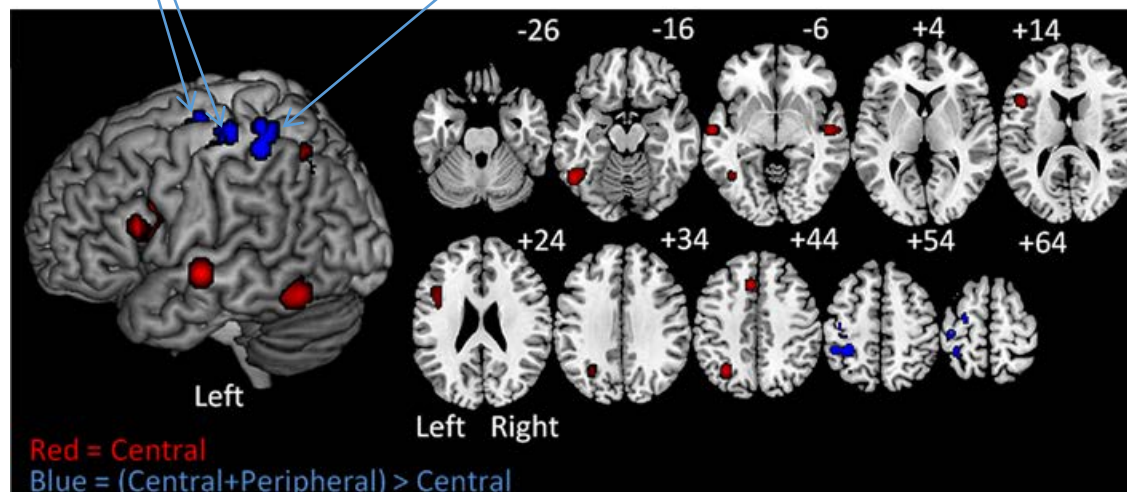 -26 -16 -6 +4 +14
+24 +34 +44 +54 +64
Left
Left Right
Red = Central
Blue = (Central+Peripheral) > Central